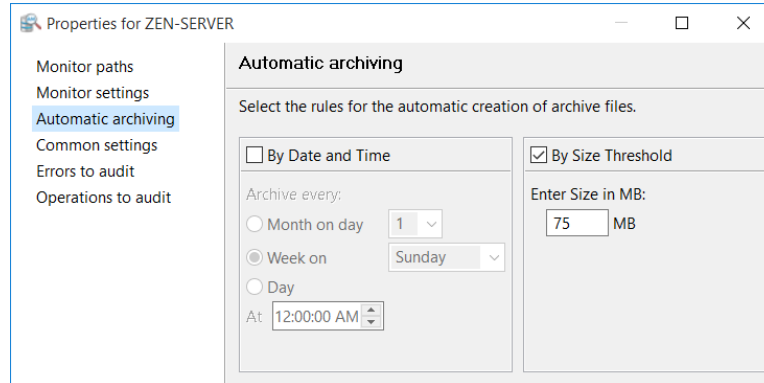 Properties for ZEN-SERVER
Monitor paths
Monitor settings
Automatic archiving
Common settings
Errors to audit
Operations to audit
Automatic archiving
Select the rules for the automatic creation of archive files.
By Date and Time
Archive every:
Month on day 1
Week on Sunday
Day
At 12:00:00 AM
By Size Threshold
Enter Size in MB:
75 MB